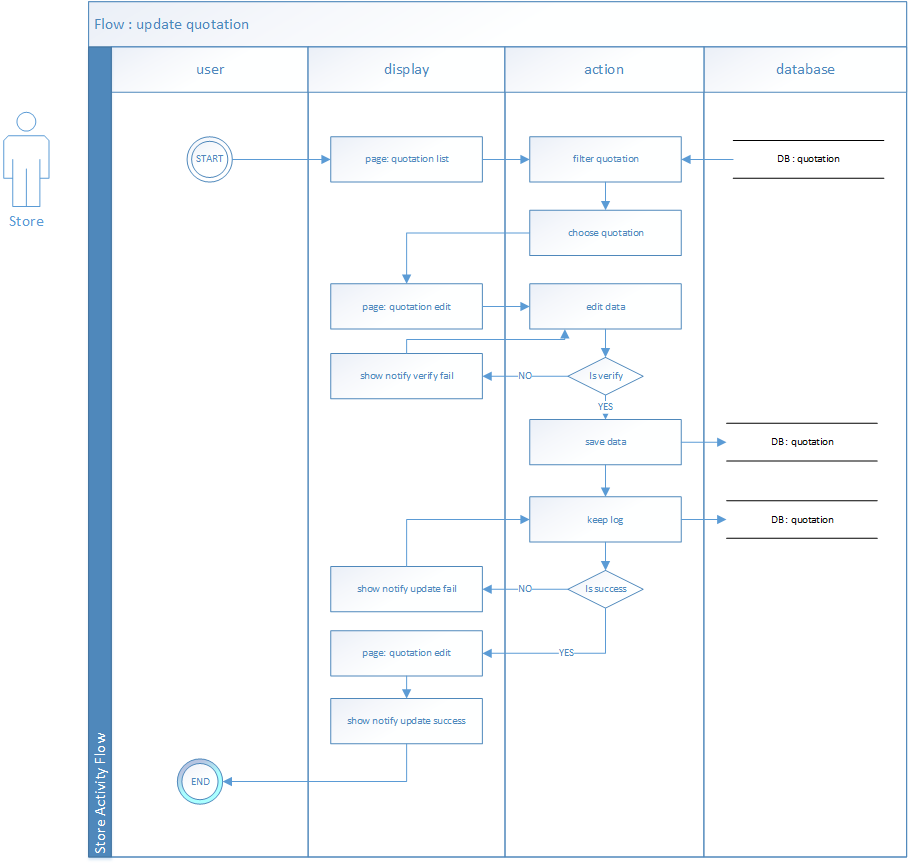 Flow : update quotation
user
display
action
database
Store
START
page: quotation list
filter quotation
DB : quotation
choose quotation
page: quotation edit
edit data
show notify verify fail
NO
Is verify
YES
save data
DB : quotation
keep log
DB : quotation
show notify update fail
NO
Is success
page: quotation edit
YES
show notify update success
END
Store Activity Flow